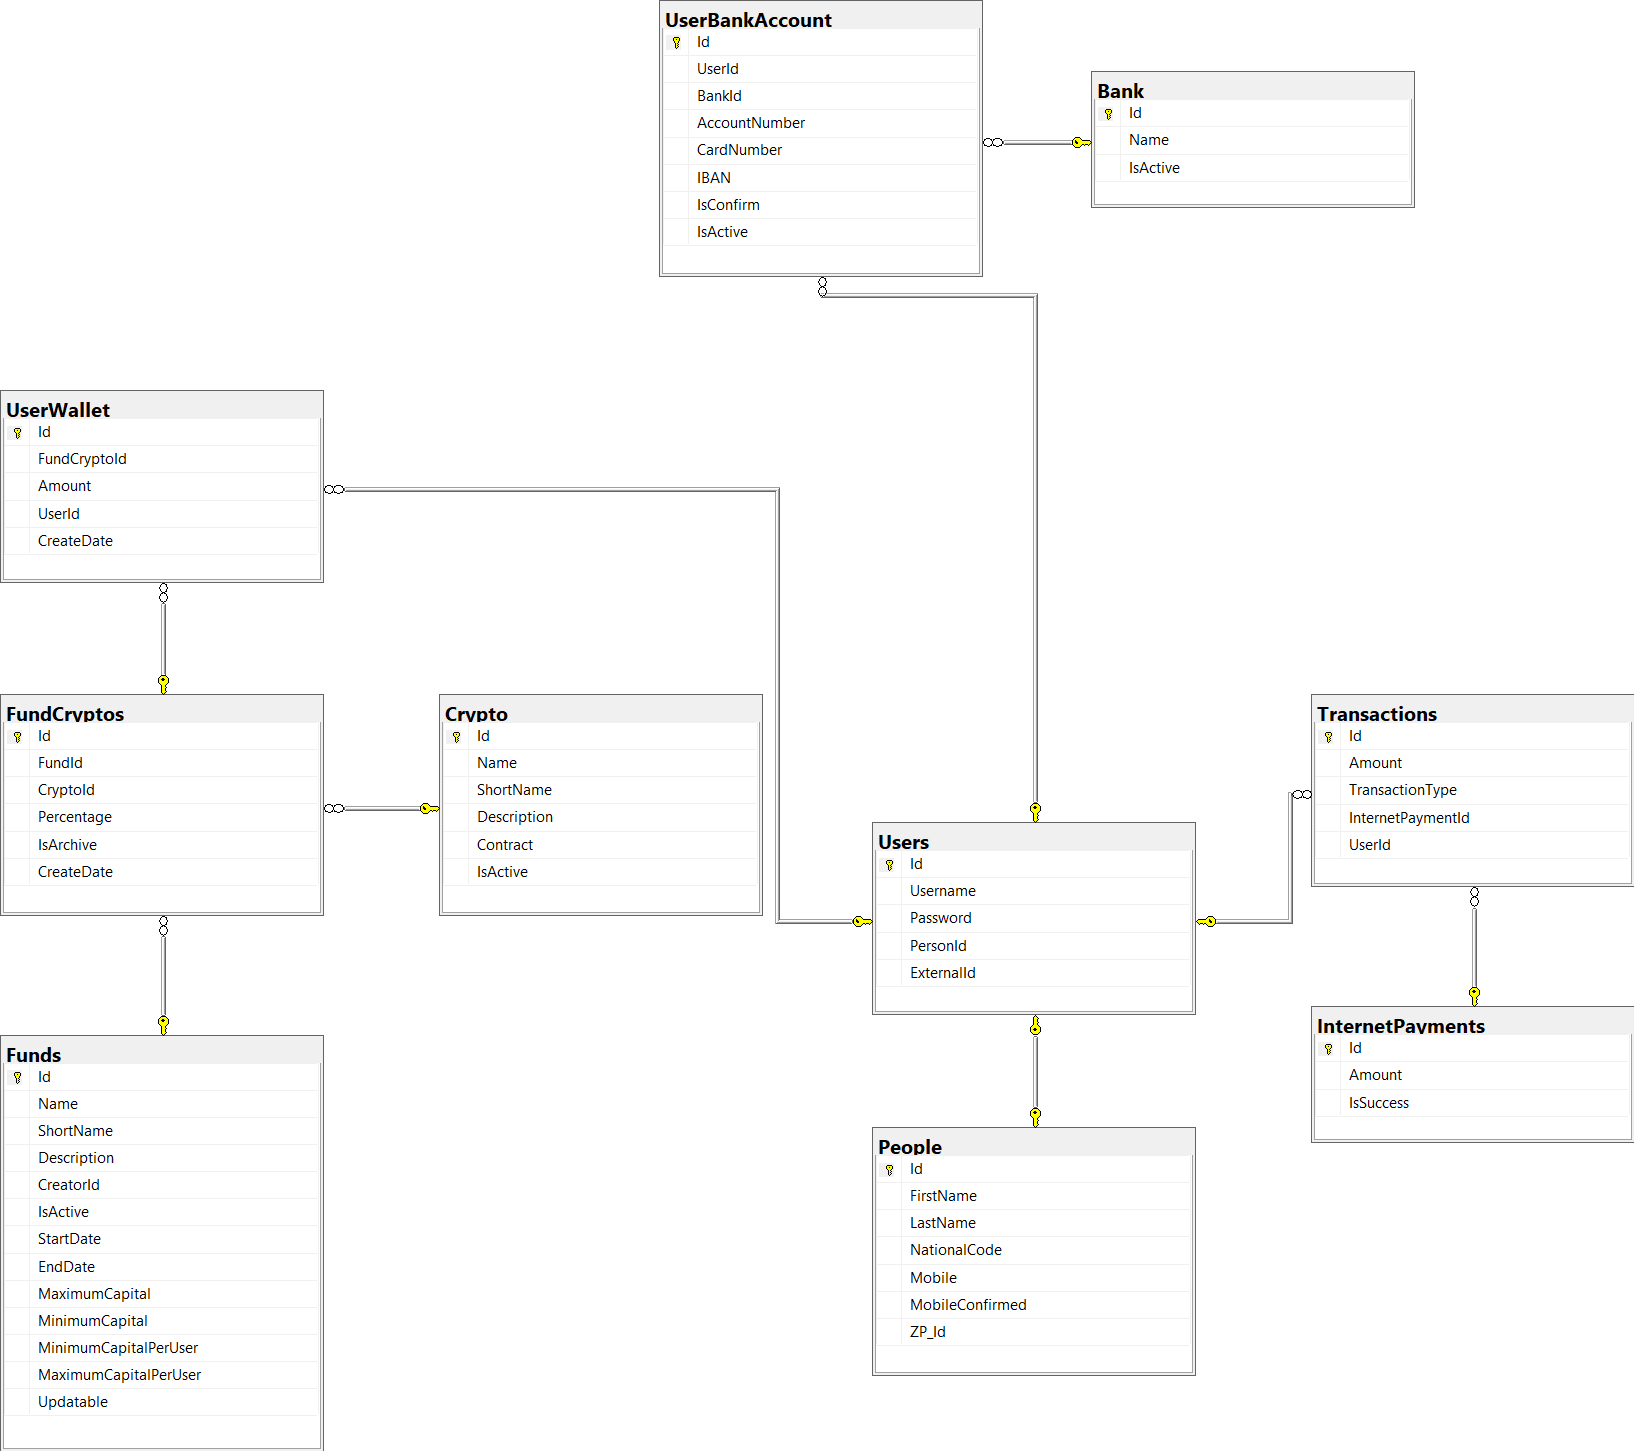 UserBankAccount
Id
UserId
BankId
AccountNumber
CardNumber
IBAN
IsConfirm
IsActive
Bank
Id
Name
IsActive
UserWallet
Id
FundCryptoId
Amount
UserId
CreateDate
FundCryptos
Id
FundId
CryptoId
Percentage
IsArchive
CreateDate
Crypto
Id
Name
ShortName
Description
Contract
IsActive
Users
Id
Username
Password
PersonId
ExternalId
Transactions
Id
Amount
TransactionType
InternetPaymentId
UserId
InternetPayments
Id
Amount
IsSuccess
Funds
Id
Name
ShortName
Description
CreatorId
IsActive
StartDate
EndDate
MaximumCapital
MinimumCapital
MinimumCapitalPerUser
MaximumCapitalPerUser
Updatable
People
Id
FirstName
LastName
NationalCode
Mobile
MobileConfirmed
ZP_Id